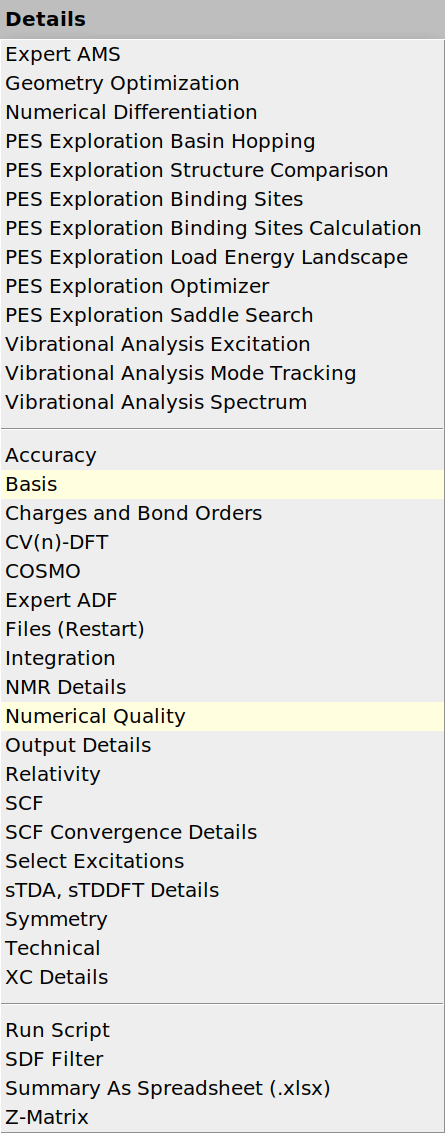 Details
Expert AMS
Geometry Optimization
Numerical Differentiation
PES Exploration Basin Hopping
PES Exploration Structure Comparison
PES Exploration Binding Sites
PES Exploration Binding Sites Calculation
PES Exploration Load Energy Landscape
PES Exploration Optimizer
PES Exploration Saddle Search
Vibrational Analysis Excitation
Vibrational Analysis Mode Tracking
Vibrational Analysis Spectrum
Accuracy
Basis
Charges and Bond Orders
CV(n)-DFT
COSMO
Expert ADF
Files (Restart)
Integration
NMR Details
Numerical Quality
Output Details
Relativity
SCF
SCF Convergence Details
Select Excitations
sTDA, sTDDFT Details
Symmetry
Technical
XC Details
Run Script
SDF Filter
Summary As Spreadsheet (.xlsx)
Z-Matrix